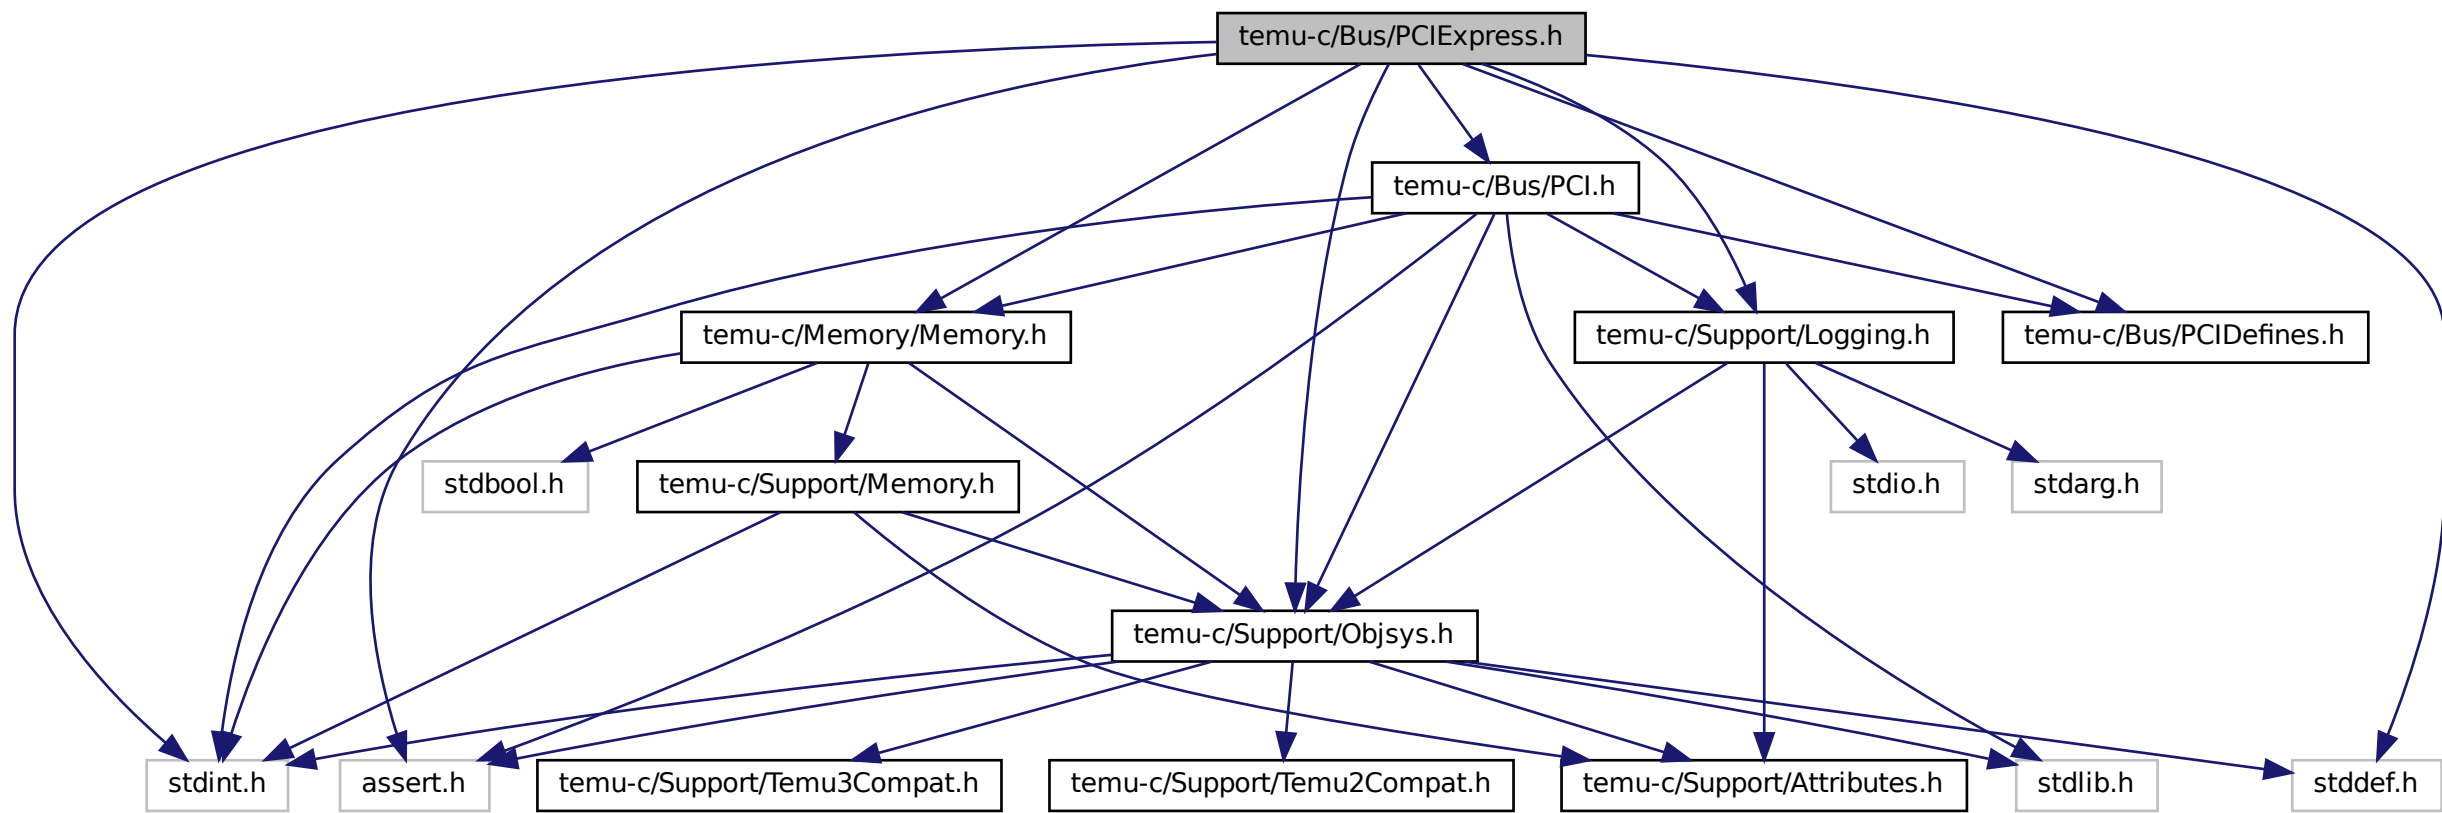 temu-c/Bus/PCIExpress.h
temu-c/Bus/PCI.h
temu-c/Memory/Memory.h
temu-c/Support/Logging.h
temu-c/Bus/PCIDefines.h
stdbool.h
temu-c/Support/Memory.h
stdio.h
stdarg.h
temu-c/Support/Objsys.h
stdint.h
assert.h
temu-c/Support/Temu3Compat.h
temu-c/Support/Temu2Compat.h
temu-c/Support/Attributes.h
stdlib.h
stddef.h